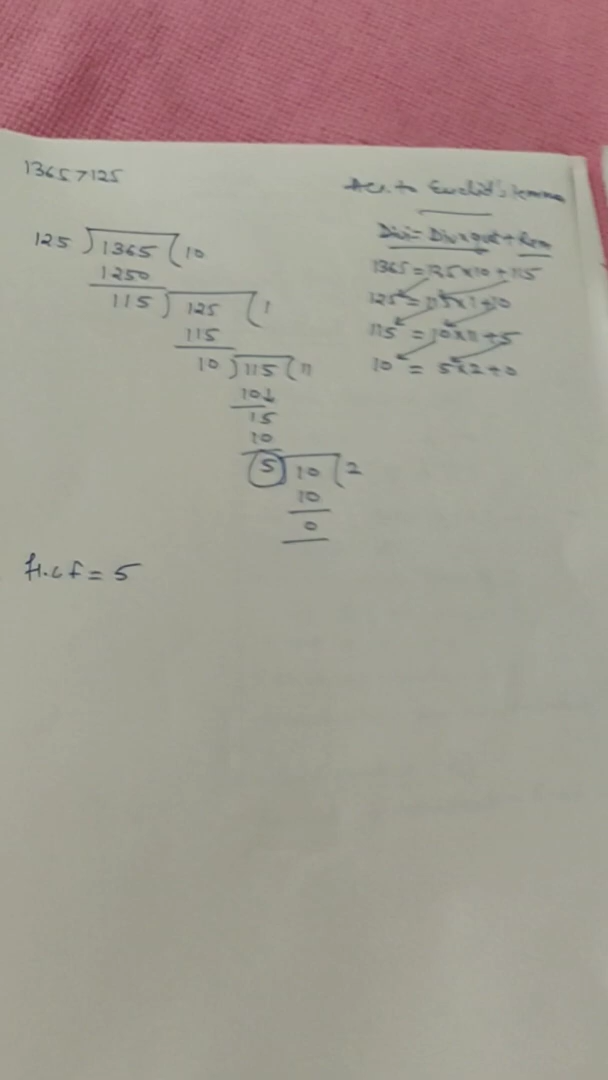 1365 > 125
125 ) 1365 ( 10
1250
115 ) 125 ( 1
115
10 ) 115 ( 11
10↓
15
10
5 ) 10 ( 2
10
0
H.C.F = 5
Acc. to Euclid's lemma
Divi = Div x quo + Rem
1365 = 125 x 10 + 115
125 = 115 x 1 + 10
115 = 10 x 11 + 5
10 = 5 x 2 + 0